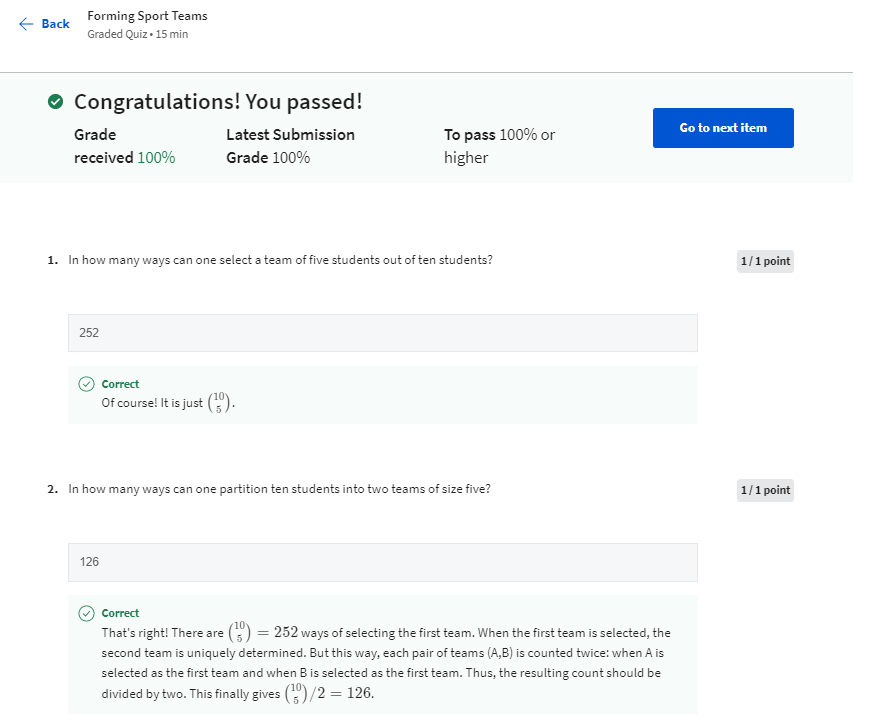 Back
Forming Sport Teams
Graded Quiz • 15 min
Congratulations! You passed!
Grade received 100%
Latest Submission Grade 100%
To pass 100% or higher
Go to next item
1. In how many ways can one select a team of five students out of ten students?
1 / 1 point
252
Correct
Of course! It is just (10 5).
2. In how many ways can one partition ten students into two teams of size five?
1 / 1 point
126
Correct
That's right! There are (10 5) = 252 ways of selecting the first team. When the first team is selected, the
second team is uniquely determined. But this way, each pair of teams (A,B) is counted twice: when A is
selected as the first team and when B is selected as the first team. Thus, the resulting count should be
divided by two. This finally gives (10 5)/2 = 126.